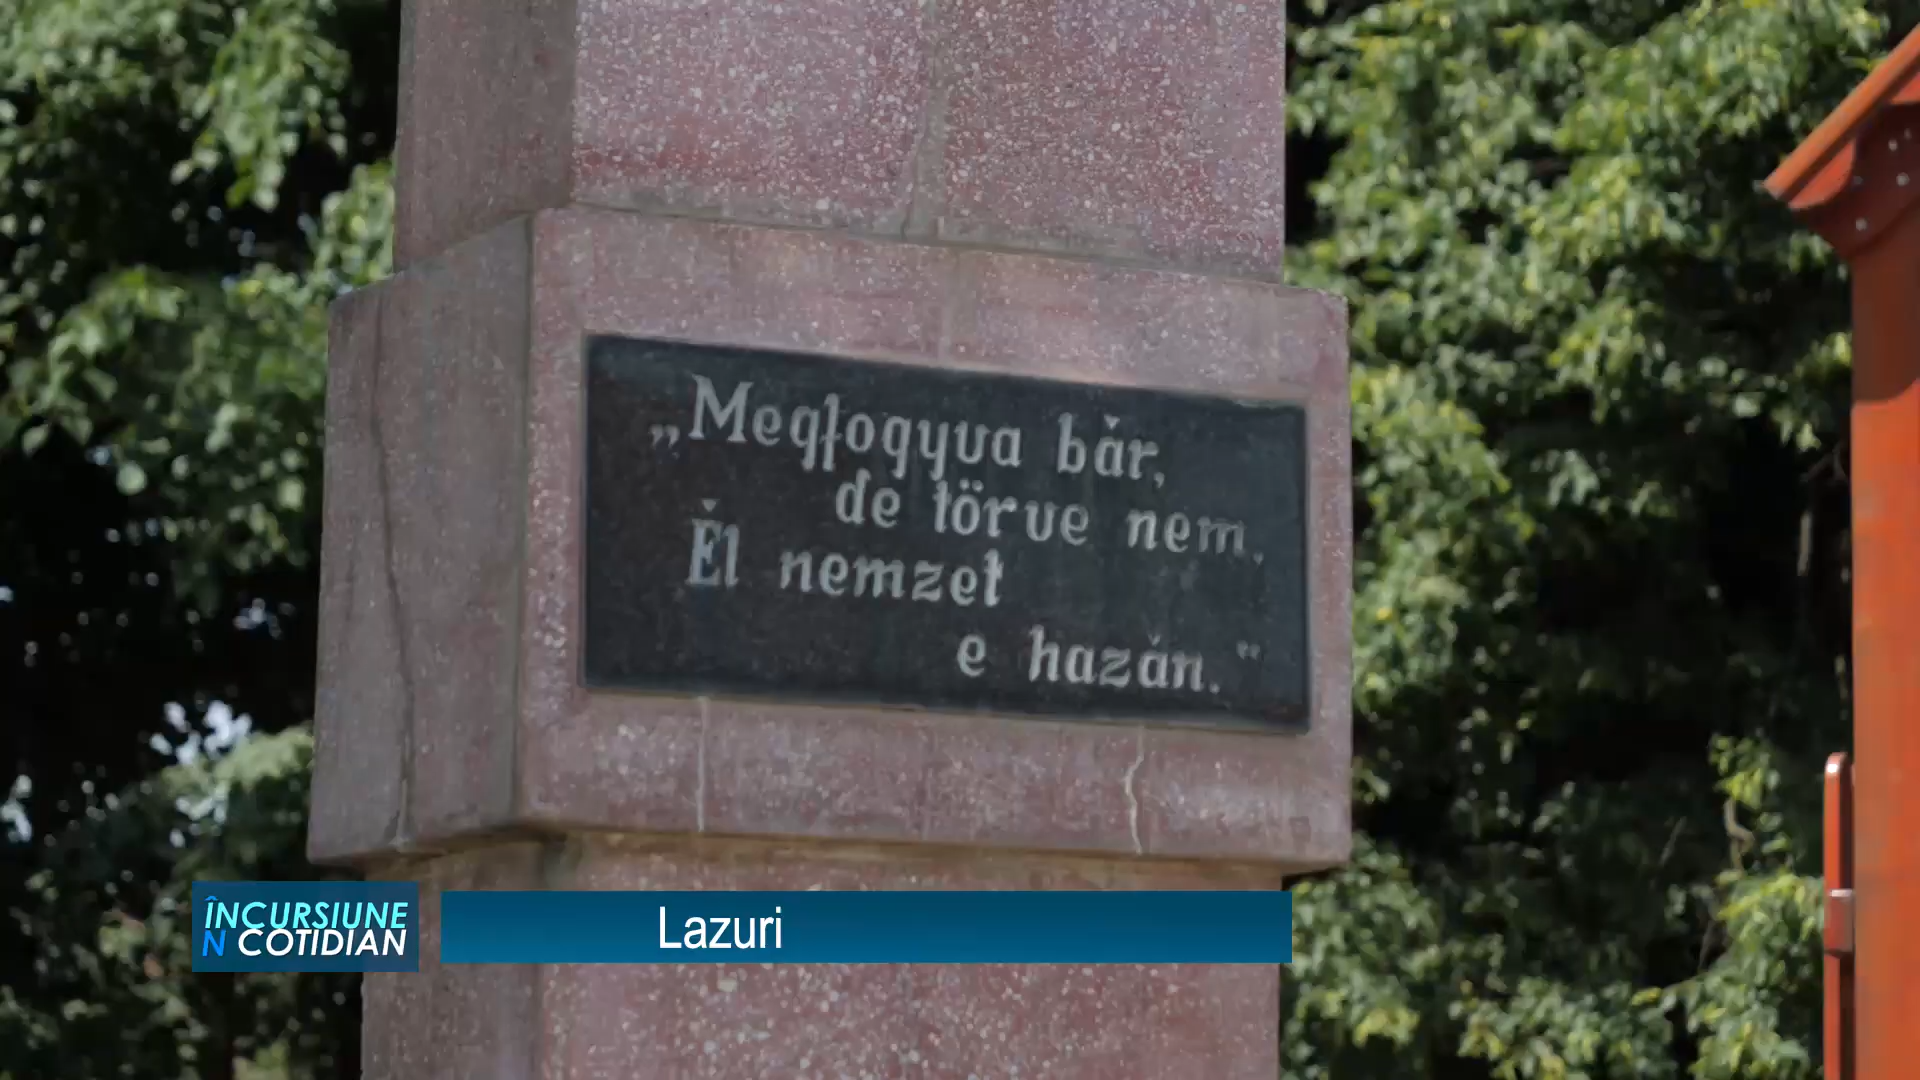 „Megfogyva bár,
de törve nem,
Él nemzet
e hazán.“
ÎNCURSIUNE
N COTIDIAN
Lazuri